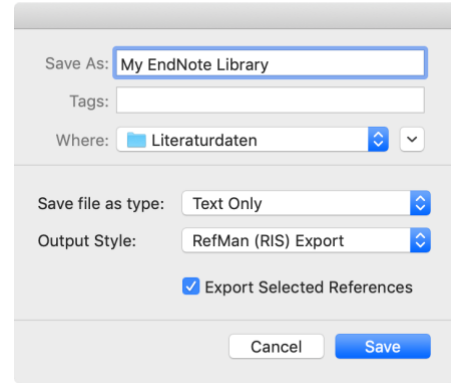 Save As: My EndNote Library
Tags:
Where: Literaturdaten
Save file as type: Text Only
Output Style: RefMan (RIS) Export
Export Selected References
Cancel Save